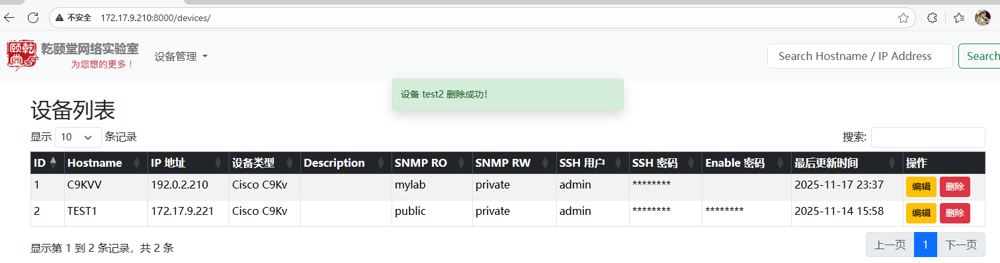 不安全 172.17.9.210:8000/devices/
乾颐堂 乾颐堂网络实验室 设备管理 Search Hostname / IP Address Search
为您想的更多！
设备 test2 删除成功！
设备列表
显示 10 条记录 搜索:
ID Hostname IP 地址 设备类型 Description SNMP RO SNMP RW SSH 用户 SSH 密码 Enable 密码 最后更新时间 操作
1 C9KVV 192.0.2.210 Cisco C9Kv mylab private admin ******** 2025-11-17 23:37 编辑 删除
2 TEST1 172.17.9.221 Cisco C9Kv public private admin ******** ******** 2025-11-14 15:58 编辑 删除
显示第 1 到 2 条记录，共 2 条 上一页 1 下一页